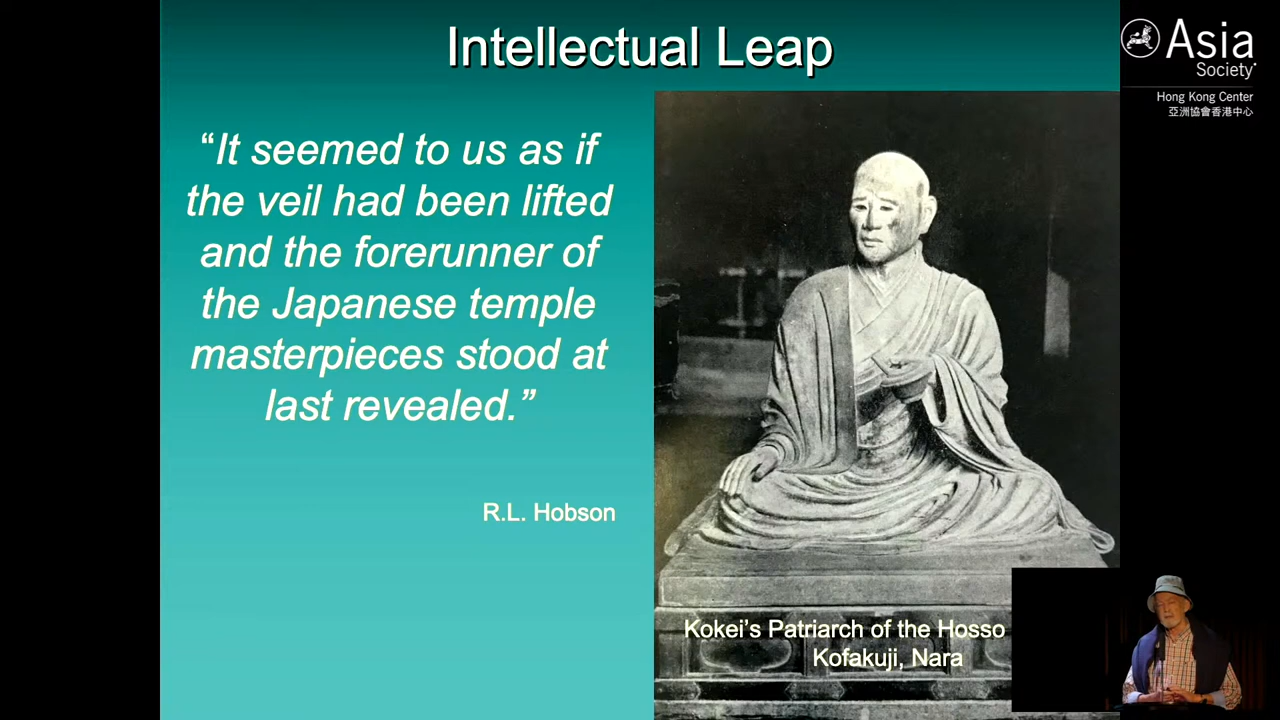 Intellectual Leap
“It seemed to us as if
the veil had been lifted
and the forerunner of
the Japanese temple
masterpieces stood at
last revealed.”
R.L. Hobson
Kokei’s Patriarch of the Hosso
Kofakuji, Nara
Asia
Society
Hong Kong Center
亞洲協會香港中心